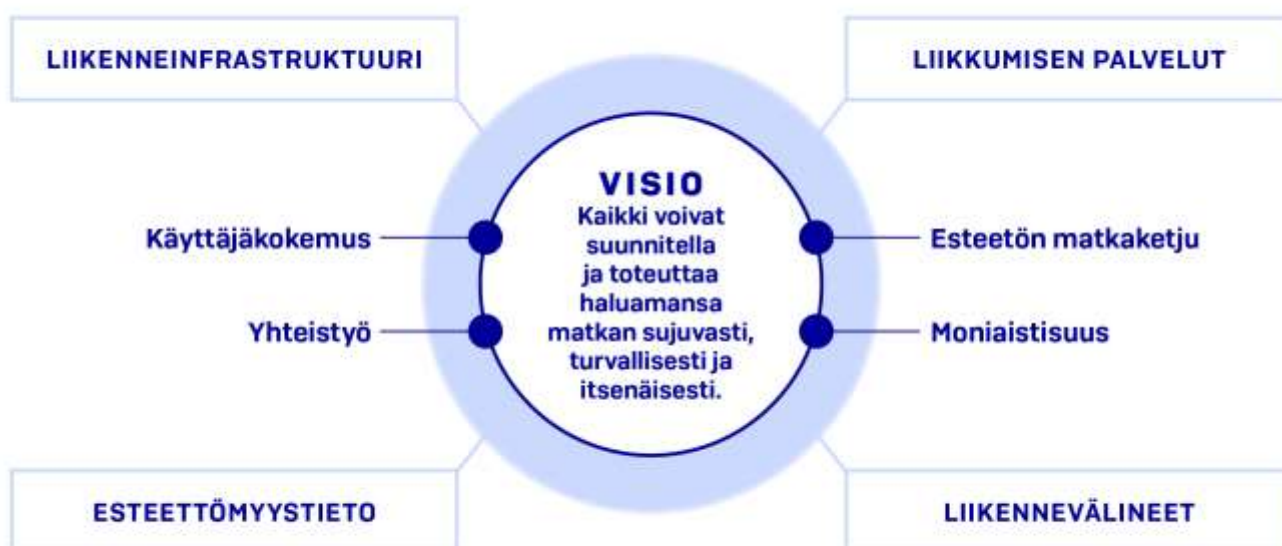 LIIKENNEINFRASTRUKTUURI
LIIKKUMISEN PALVELUT
VISIO
Kaikki voivat
suunnitella
ja toteuttaa
haluamansa
matkan sujuvasti,
turvallisesti ja
itsenäisesti.
Käyttäjäkokemus
Esteetön matkaketju
Yhteistyö
Moniaistisuus
ESTEETTÖMYYSTIETO
LIIKENNEVÄLINEET